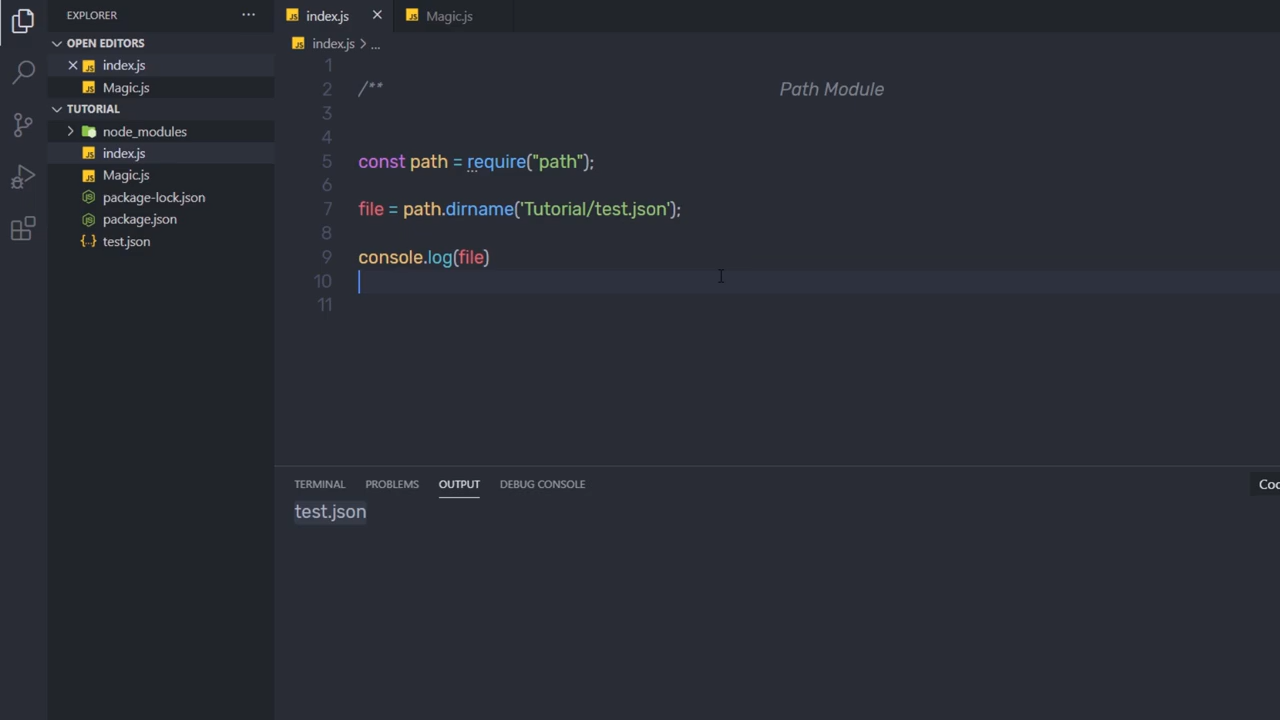 EXPLORER ...
OPEN EDITORS
index.js
Magic.js
TUTORIAL
node_modules
index.js
Magic.js
package-lock.json
package.json
test.json
index.js
Magic.js
index.js > ...
1
2 /** Path Module
3
4
5 const path = require("path");
6
7 file = path.dirname('Tutorial/test.json');
8
9 console.log(file)
10
11
TERMINAL PROBLEMS OUTPUT DEBUG CONSOLE
test.json